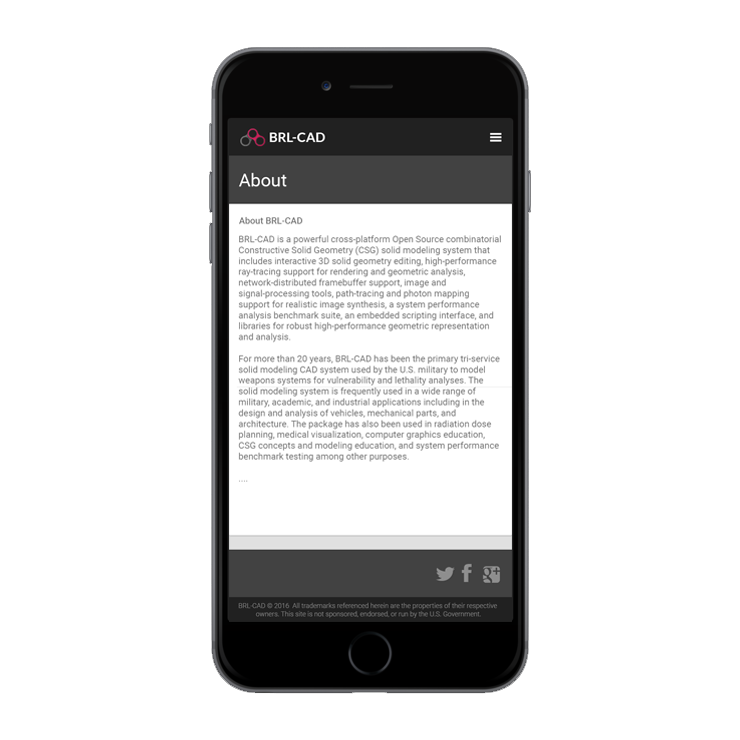 BRL-CAD
About
About BRL-CAD
BRL-CAD is a powerful cross-platform Open Source combinatorial
Constructive Solid Geometry (CSG) solid modeling system that
includes interactive 3D solid geometry editing, high-performance
ray-tracing support for rendering and geometric analysis,
network-distributed framebuffer support, image and
signal-processing tools, path-tracing and photon mapping
support for realistic image synthesis, a system performance
analysis benchmark suite, an embedded scripting interface, and
libraries for robust high-performance geometric representation
and analysis.
For more than 20 years, BRL-CAD has been the primary tri-service
solid modeling CAD system used by the U.S. military to model
weapons systems for vulnerability and lethality analyses. The
solid modeling system is frequently used in a wide range of
military, academic, and industrial applications including in the
design and analysis of vehicles, mechanical parts, and
architecture. The package has also been used in radiation dose
planning, medical visualization, computer graphics education,
CSG concepts and modeling education, and system performance
benchmark testing among other purposes.
....
BRL-CAD © 2016 All trademarks referenced herein are the properties of their respective
owners. This site is not sponsored, endorsed, or run by the U.S. Government.